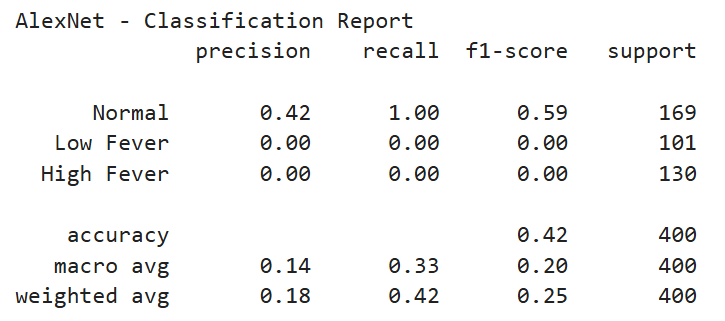 AlexNet - Classification Report
precision recall f1-score support
Normal 0.42 1.00 0.59 169
Low Fever 0.00 0.00 0.00 101
High Fever 0.00 0.00 0.00 130
accuracy 0.42 400
macro avg 0.14 0.33 0.20 400
weighted avg 0.18 0.42 0.25 400